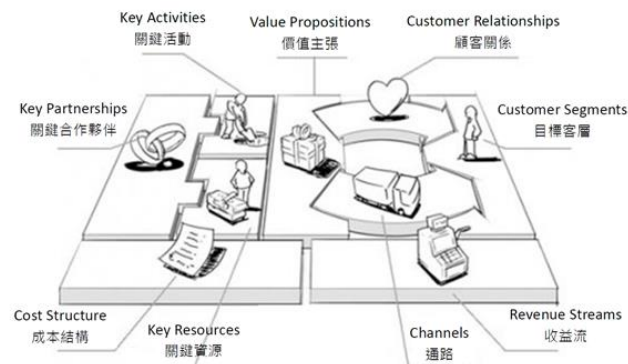 Key Activities
關鍵活動
Value Propositions
價值主張
Customer Relationships
顧客關係
Key Partnerships
關鍵合作夥伴
Customer Segments
目標客層
Cost Structure
成本結構
Key Resources
關鍵資源
Channels
通路
Revenue Streams
收益流